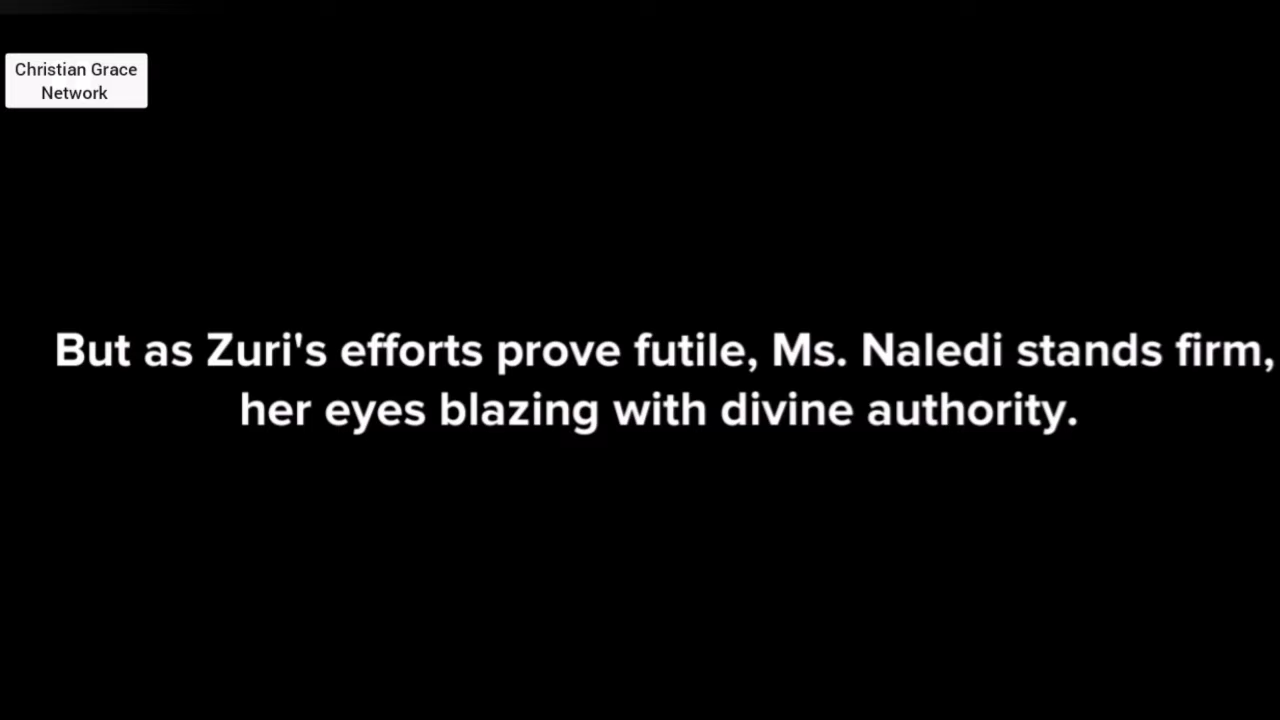 Christian Grace
Network
But as Zuri's efforts prove futile, Ms. Naledi stands firm,
her eyes blazing with divine authority.